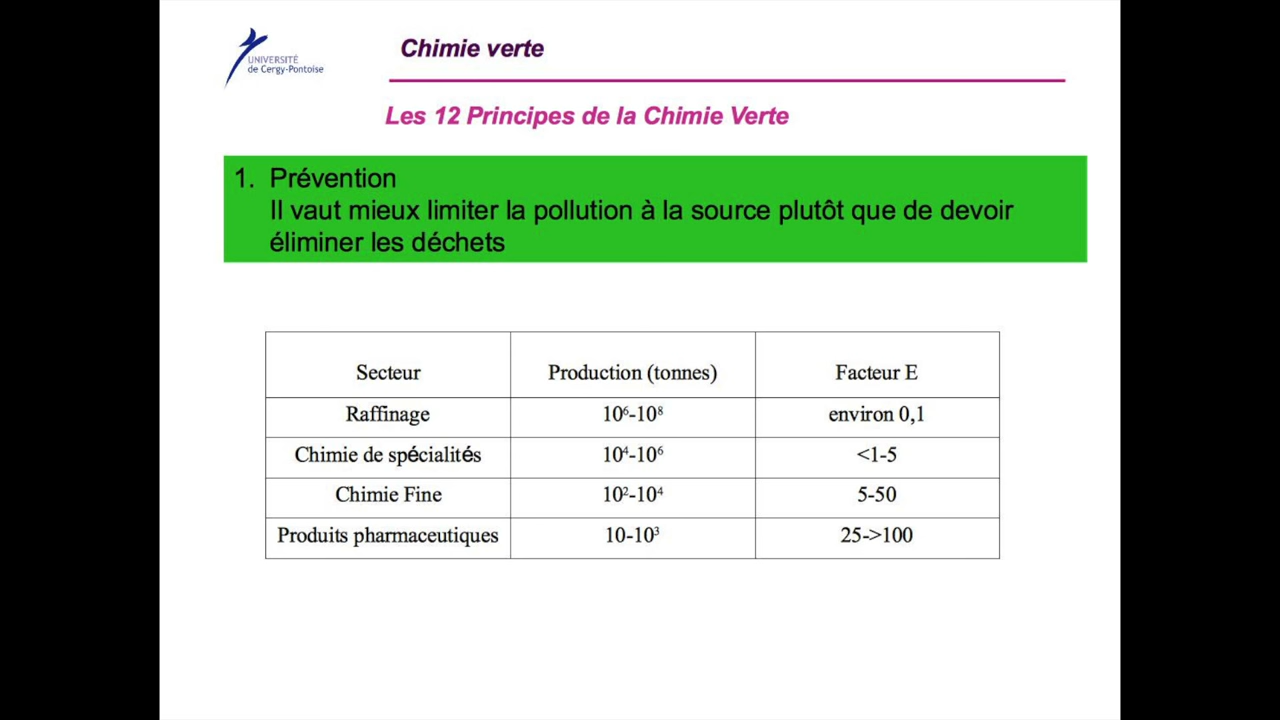 UNIVERSITÉ
de Cergy-Pontoise
Chimie verte
Les 12 Principes de la Chimie Verte
1. Prévention
Il vaut mieux limiter la pollution à la source plutôt que de devoir
éliminer les déchets
Secteur Production (tonnes) Facteur E
Raffinage 10⁶-10⁸ environ 0,1
Chimie de spécialités 10⁴-10⁶ <1-5
Chimie Fine 10²-10⁴ 5-50
Produits pharmaceutiques 10-10³ 25->100